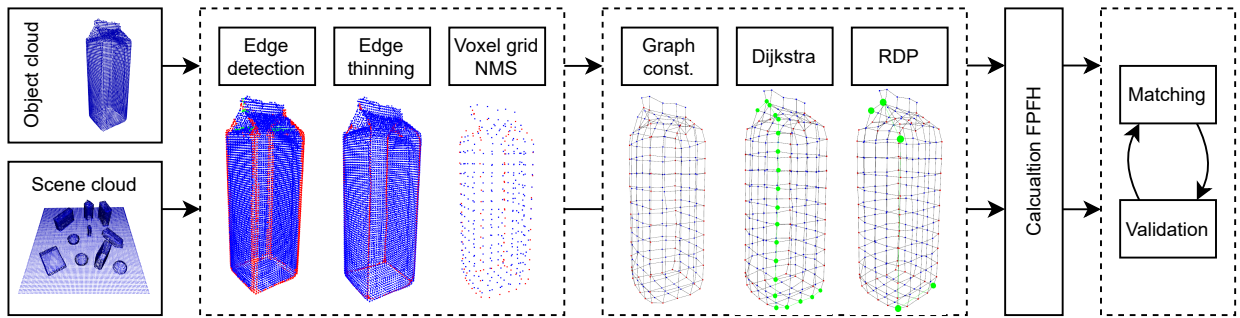 Object cloud
Scene cloud
Edge
detection
Edge
thinning
Voxel grid
NMS
Graph
const.
Dijkstra
RDP
Calcualtion FPFH
Matching
Validation